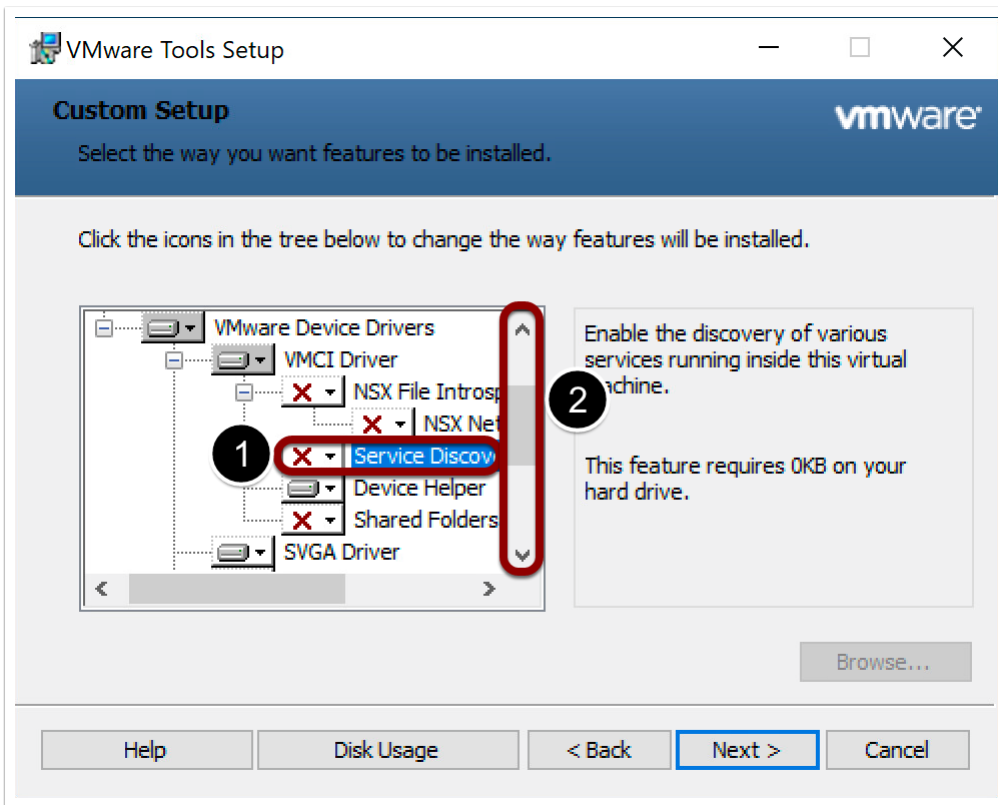 VMware Tools Setup
Custom Setup
vmware
Select the way you want features to be installed.
Click the icons in the tree below to change the way features will be installed.
VMware Device Drivers
VMCI Driver
NSX File Introsp
NSX Net
1
Service Discov
Device Helper
Shared Folders
SVGA Driver
2
Enable the discovery of various
services running inside this virtual
achine.
This feature requires 0KB on your
hard drive.
Browse...
Help
Disk Usage
< Back
Next >
Cancel